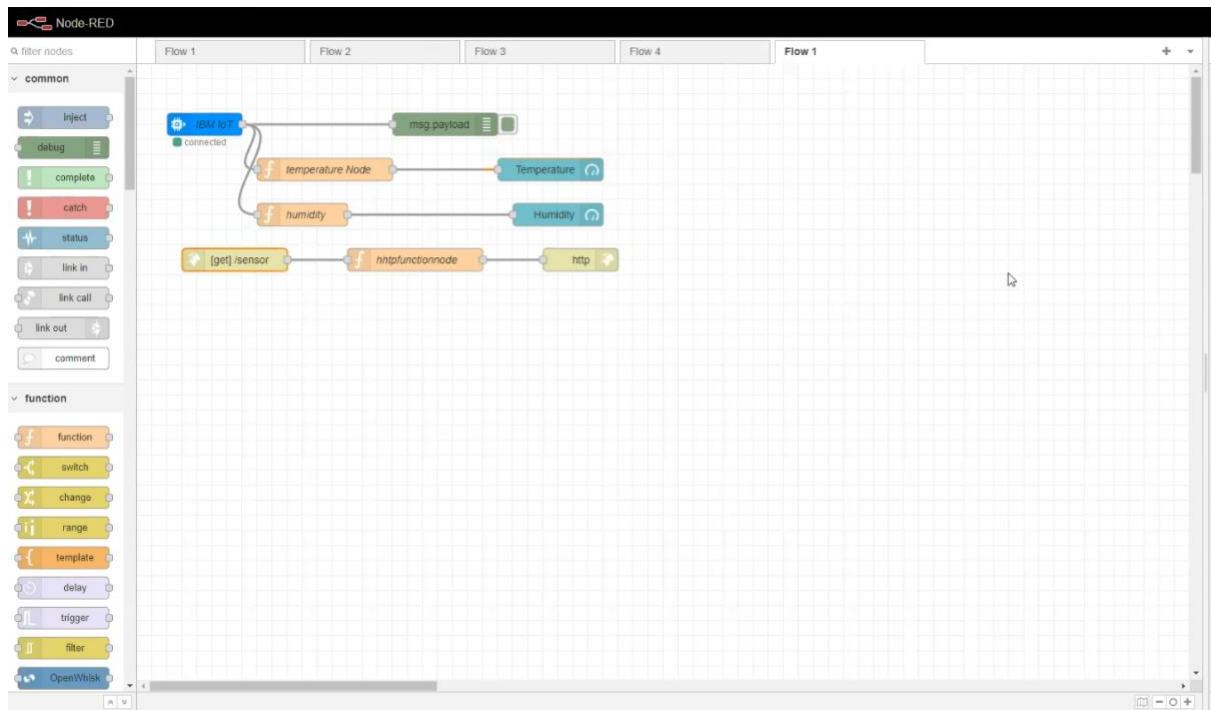 Node-RED
filter nodes
Flow 1
Flow 2
Flow 3
Flow 4
Flow 1
common
inject
debug
complete
catch
status
link in
link call
link out
comment
function
function
switch
change
range
template
delay
trigger
filter
OpenWhisk
IBM IoT
connected
msg.payload
temperature Node
Temperature
humidity
Humidity
[get] /sensor
hhtpfunctionnode
http